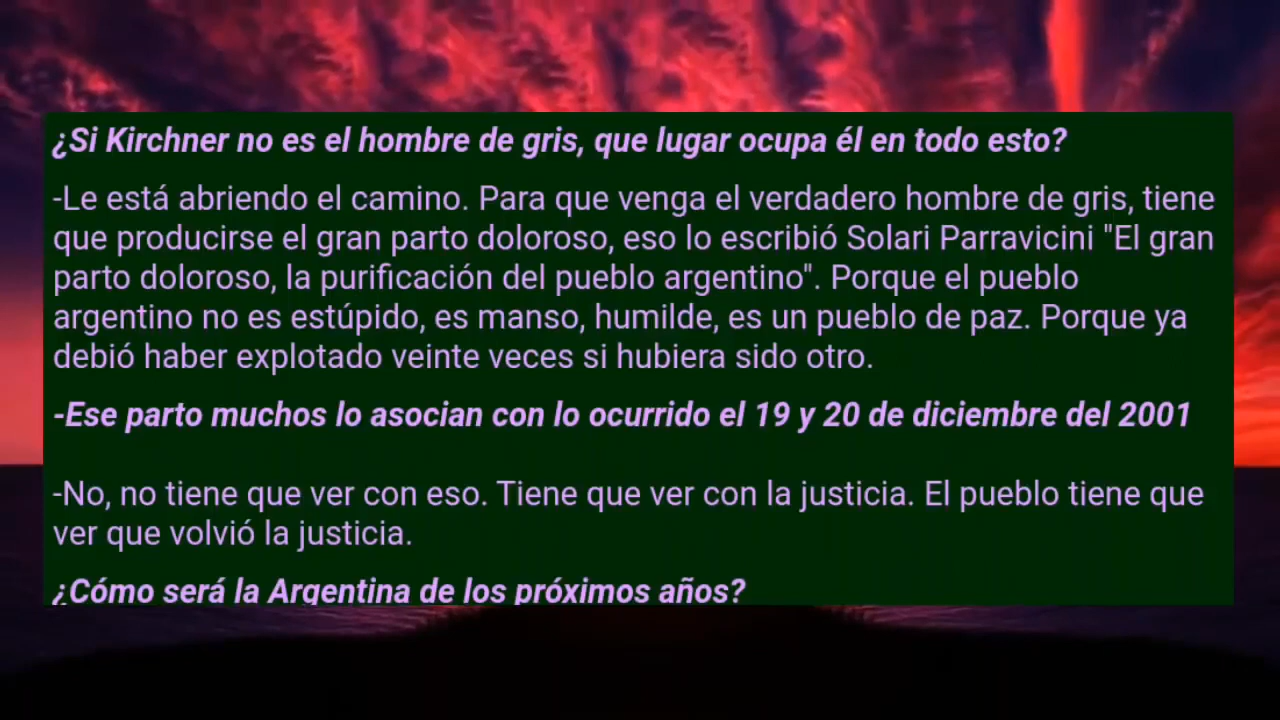 ¿Si Kirchner no es el hombre de gris, que lugar ocupa él en todo esto?
-Le está abriendo el camino. Para que venga el verdadero hombre de gris, tiene
que producirse el gran parto doloroso, eso lo escribió Solari Parravicini "El gran
parto doloroso, la purificación del pueblo argentino". Porque el pueblo
argentino no es estúpido, es manso, humilde, es un pueblo de paz. Porque ya
debió haber explotado veinte veces si hubiera sido otro.
-Ese parto muchos lo asocian con lo ocurrido el 19 y 20 de diciembre del 2001
-No, no tiene que ver con eso. Tiene que ver con la justicia. El pueblo tiene que
ver que volvió la justicia.
¿Cómo será la Argentina de los próximos años?